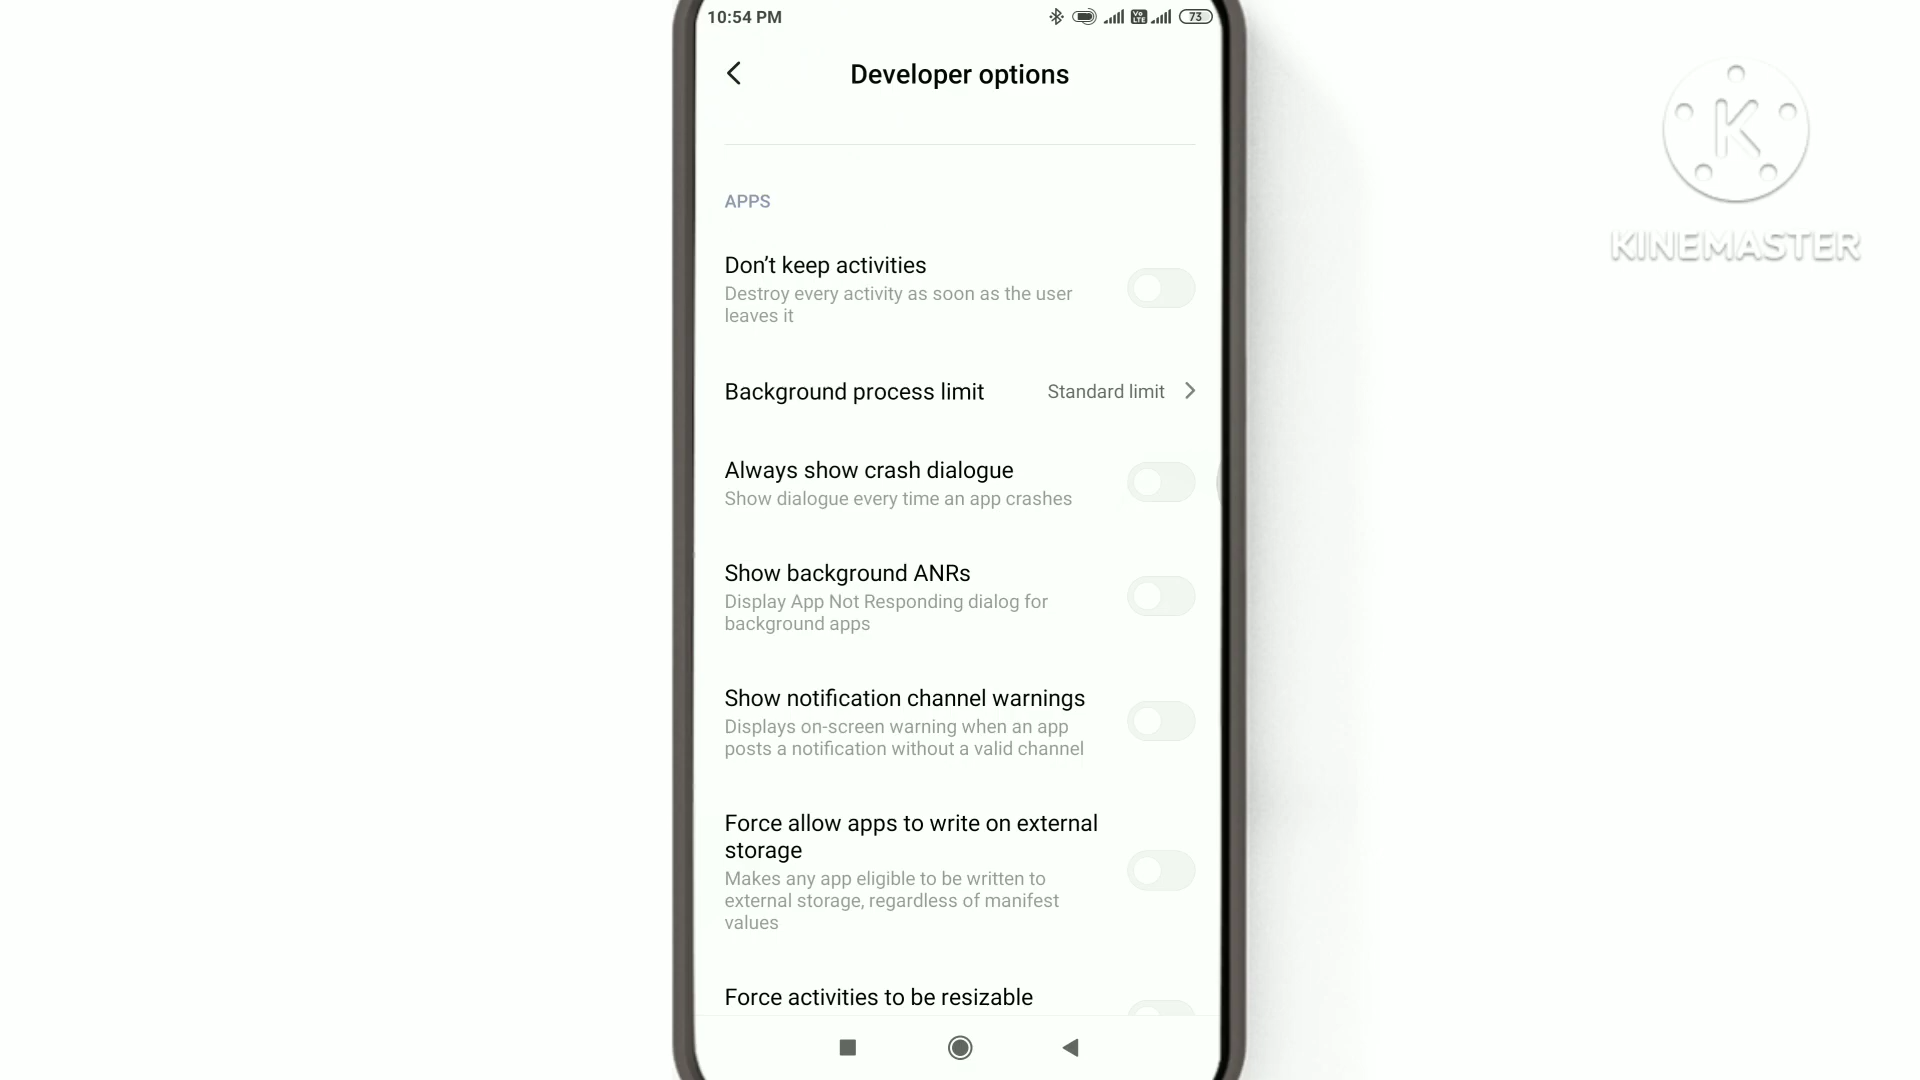 10:54 PM
Vo LTE
73
Developer options
K
KINEMASTER
APPS
Don't keep activities
Destroy every activity as soon as the user
leaves it
Background process limit Standard limit
Always show crash dialogue
Show dialogue every time an app crashes
Show background ANRs
Display App Not Responding dialog for
background apps
Show notification channel warnings
Displays on-screen warning when an app
posts a notification without a valid channel
Force allow apps to write on external
storage
Makes any app eligible to be written to
external storage, regardless of manifest
values
Force activities to be resizable